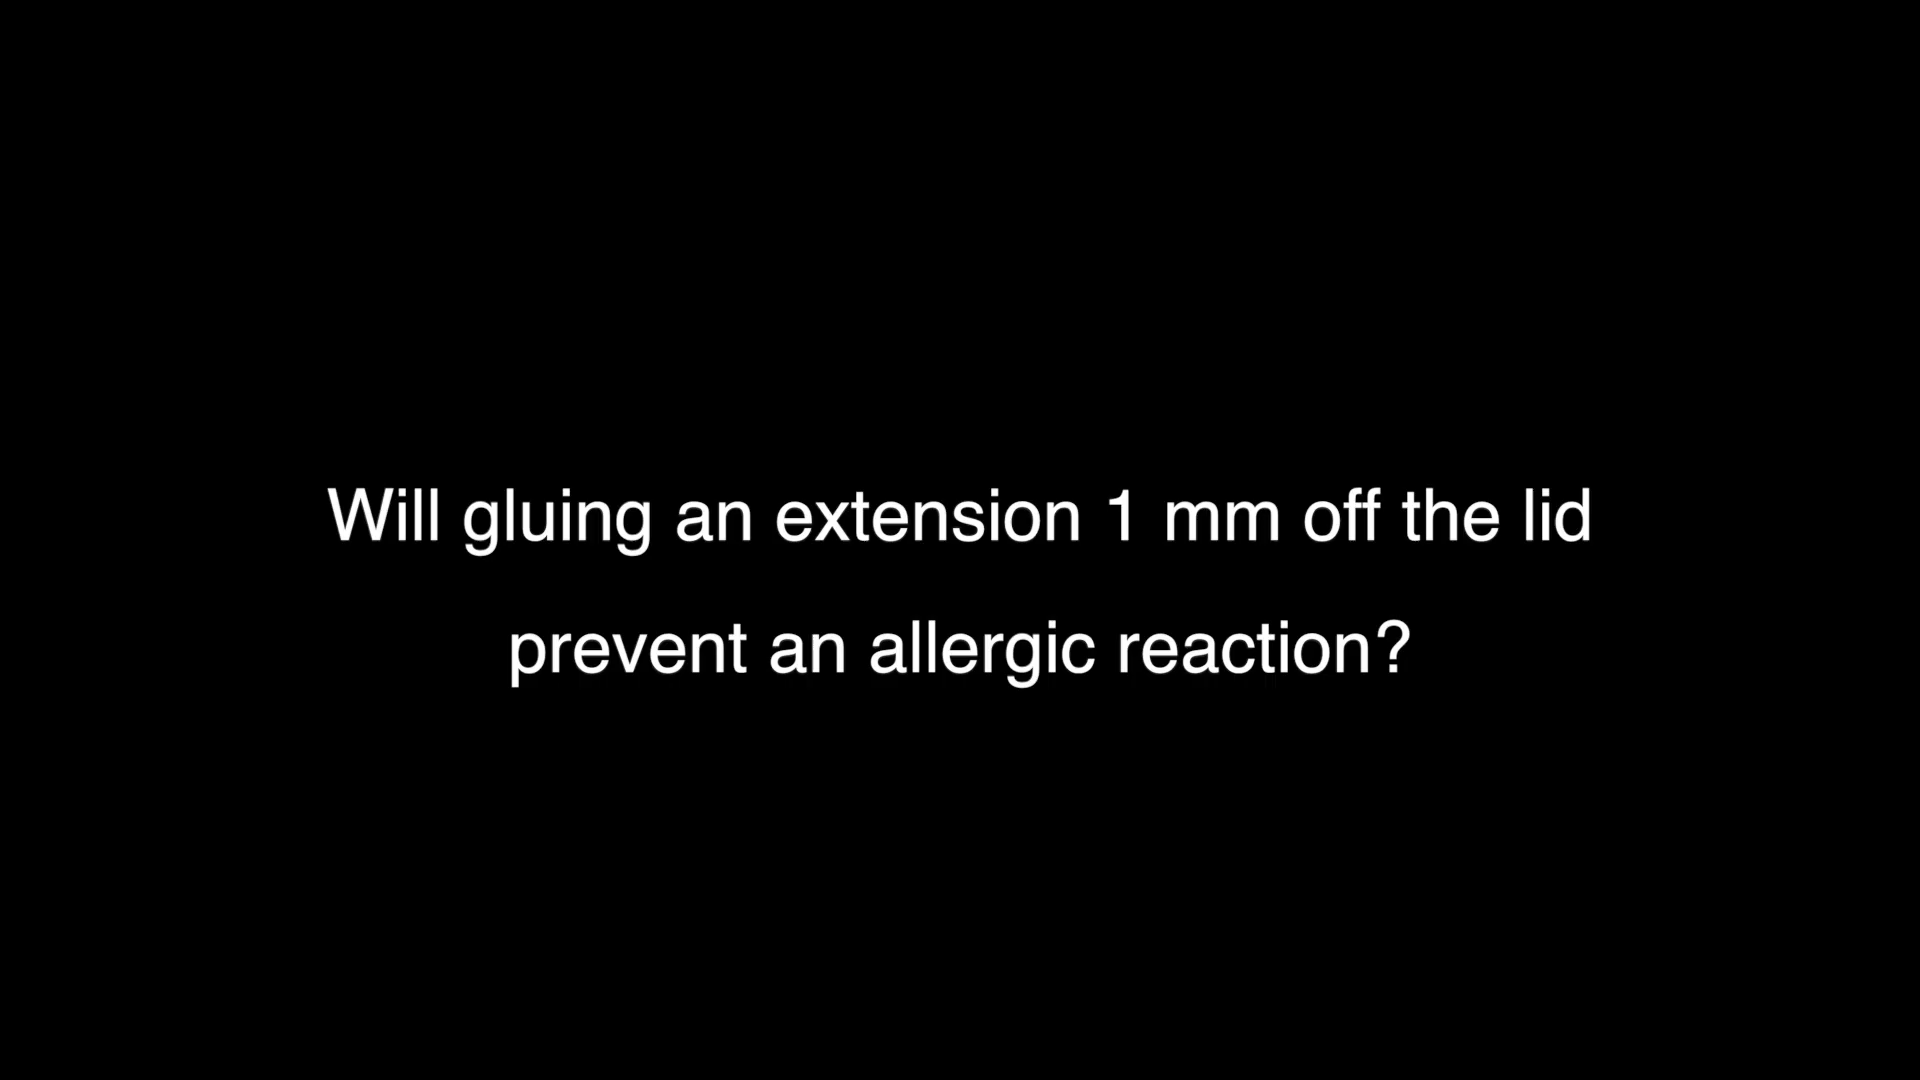 Will gluing an extension 1 mm off the lid
prevent an allergic reaction?